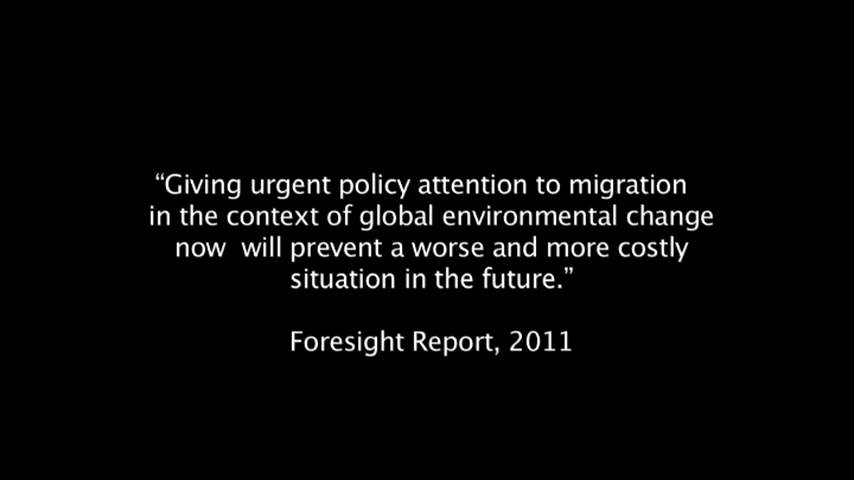 “Giving urgent policy attention to migration
in the context of global environmental change
now  will prevent a worse and more costly
situation in the future.”
Foresight Report, 2011